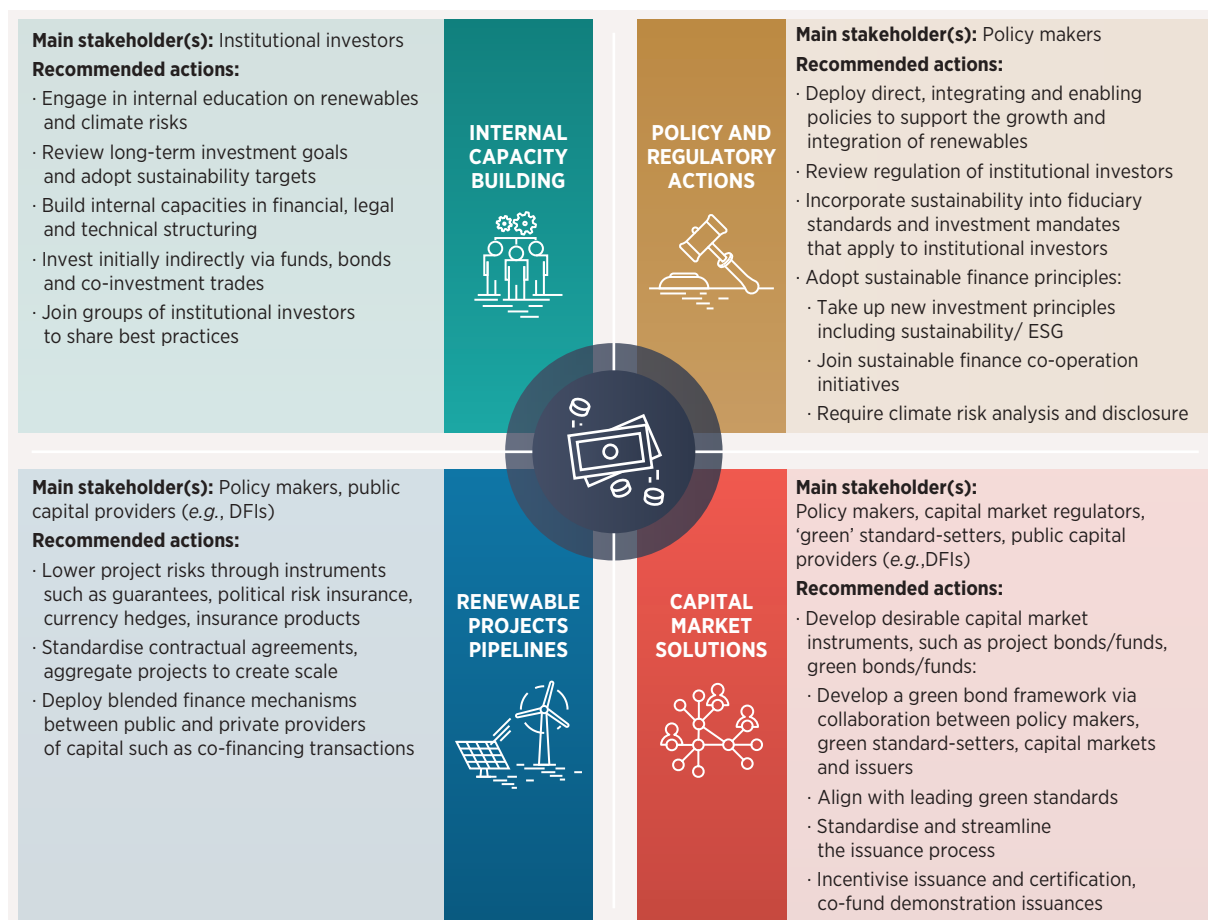 Main stakeholder(s): Institutional investors
Recommended actions:
· Engage in internal education on renewables
and climate risks
· Review long-term investment goals
and adopt sustainability targets
· Build internal capacities in financial, legal
and technical structuring
· Invest initially indirectly via funds, bonds
and co-investment trades
· Join groups of institutional investors
to share best practices
INTERNAL
CAPACITY
BUILDING
POLICY AND
REGULATORY
ACTIONS
Main stakeholder(s): Policy makers
Recommended actions:
· Deploy direct, integrating and enabling
policies to support the growth and
integration of renewables
· Review regulation of institutional investors
· Incorporate sustainability into fiduciary
standards and investment mandates
that apply to institutional investors
· Adopt sustainable finance principles:
· Take up new investment principles
including sustainability/ ESG
· Join sustainable finance co-operation
initiatives
· Require climate risk analysis and disclosure
Main stakeholder(s): Policy makers, public
capital providers (e.g., DFIs)
Recommended actions:
· Lower project risks through instruments
such as guarantees, political risk insurance,
currency hedges, insurance products
· Standardise contractual agreements,
aggregate projects to create scale
· Deploy blended finance mechanisms
between public and private providers
of capital such as co-financing transactions
RENEWABLE
PROJECTS
PIPELINES
CAPITAL
MARKET
SOLUTIONS
Main stakeholder(s):
Policy makers, capital market regulators,
‘green’ standard-setters, public capital
providers (e.g.,DFIs)
Recommended actions:
· Develop desirable capital market
instruments, such as project bonds/funds,
green bonds/funds:
· Develop a green bond framework via
collaboration between policy makers,
green standard-setters, capital markets
and issuers
· Align with leading green standards
· Standardise and streamline
the issuance process
· Incentivise issuance and certification,
co-fund demonstration issuances